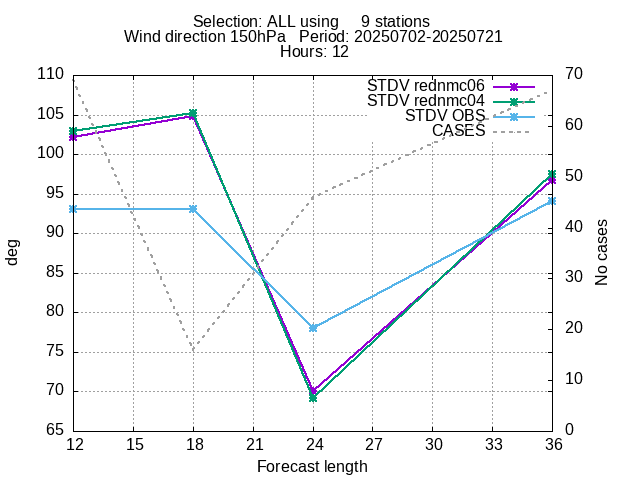 Selection: ALL using     9 stations
Wind direction 150hPa   Period: 20250702-20250721
Hours: 12
110
105
100
95
90
85
80
75
70
65
deg
70
60
50
40
30
20
10
0
No cases
STDV rednmc06
STDV rednmc04
STDV OBS
CASES
12 15 18 21 24 27 30 33 36
Forecast length